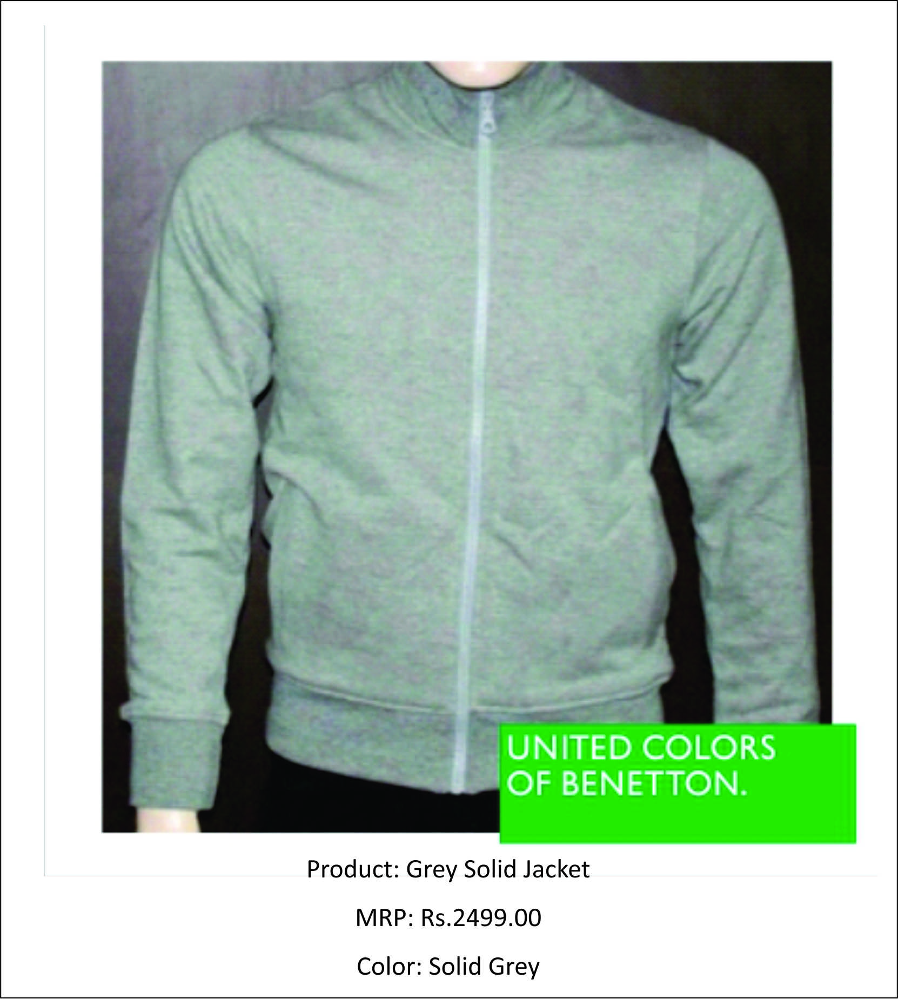 UNITED COLORS
OF BENETTON.
Product: Grey Solid Jacket
MRP: Rs.2499.00
Color: Solid Grey